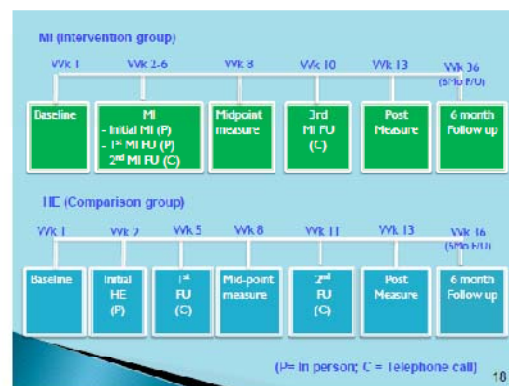 MI (Intervention group)
Wk 1 Wk 2-6 Wk 8 Wk 10 Wk 13 Wk 36
(6Mo F/U)
Baseline
MI
- Initial MI (P)
- 1st MI FU (P)
2nd MI FU (C)
Midpoint
measure
3rd
MI FU
(C)
Post
Measure
6 month
Follow up
HE (Comparison group)
Wk 1 Wk 2 Wk 5 Wk 8 Wk 11 Wk 13 Wk 36
(6Mo F/U)
Baseline
Initial
HE
(P)
1st
FU
(C)
Mid-point
measure
2nd
FU
(C)
Post
Measure
6 month
Follow up
(P= In person; C = Telephone call)
18